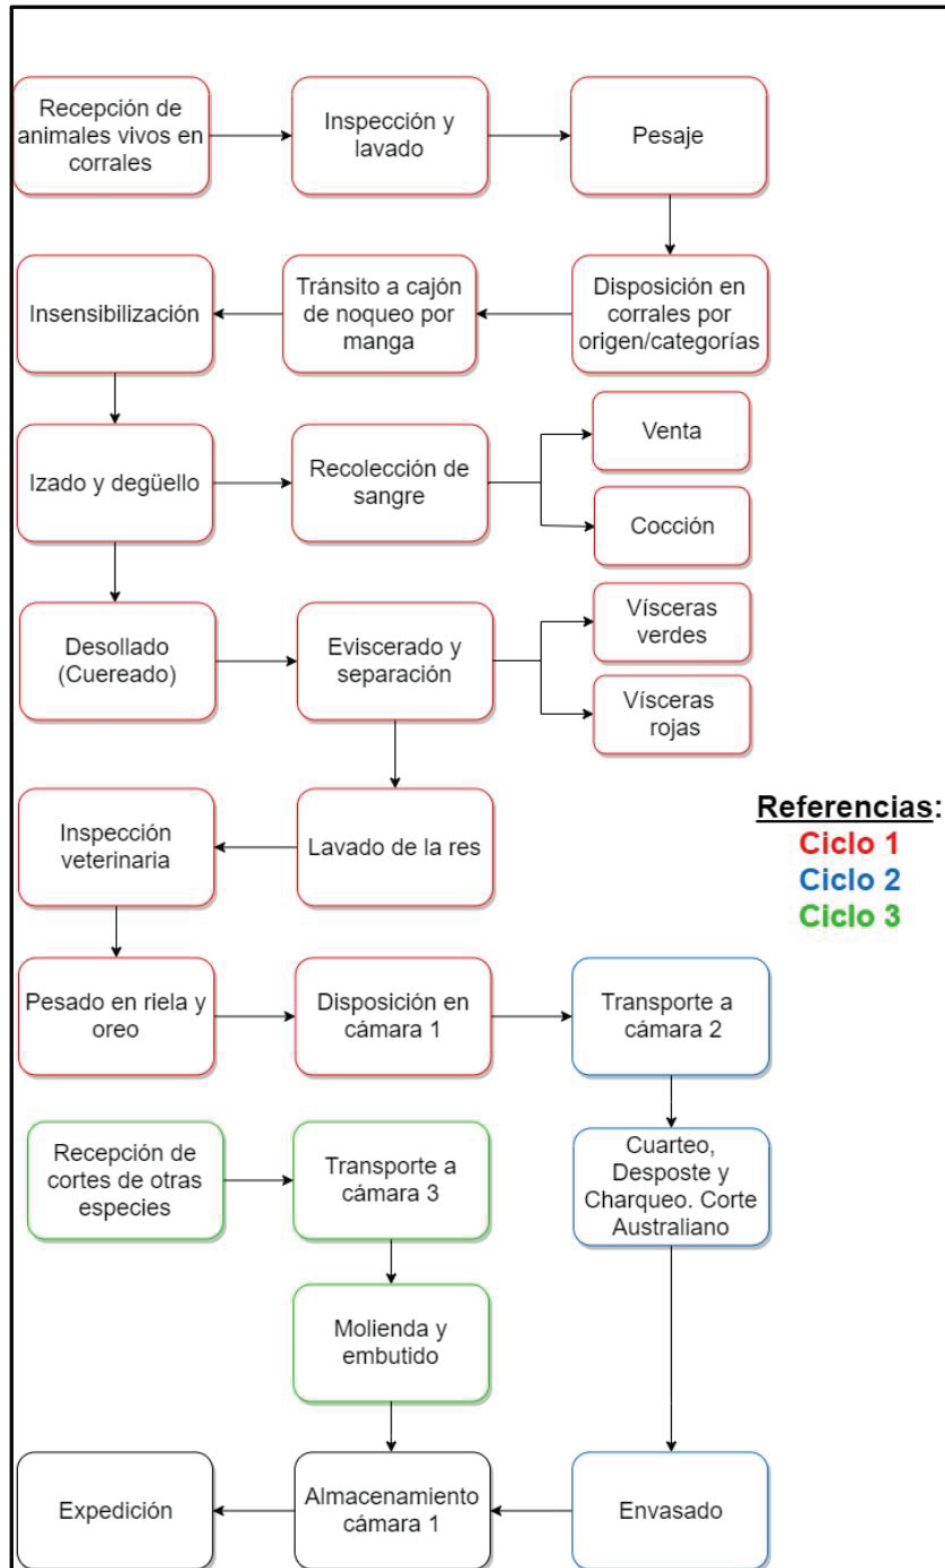 Recepción de
animales vivos en
corrales
Inspección y
lavado
Pesaje
Insensibilización
Tránsito a cajón
de noqueo por
manga
Disposición en
corrales por
origen/categorías
Izado y degüello
Recolección de
sangre
Venta
Cocción
Desollado
(Cuereado)
Eviscerado y
separación
Vísceras
verdes
Vísceras
rojas
Inspección
veterinaria
Lavado de la res
Referencias:
Ciclo 1
Ciclo 2
Ciclo 3
Pesado en riela y
oreo
Disposición en
cámara 1
Transporte a
cámara 2
Recepción de
cortes de otras
especies
Transporte a
cámara 3
Cuarteo,
Desposte y
Charqueo. Corte
Australiano
Molienda y
embutido
Expedición
Almacenamiento
cámara 1
Envasado